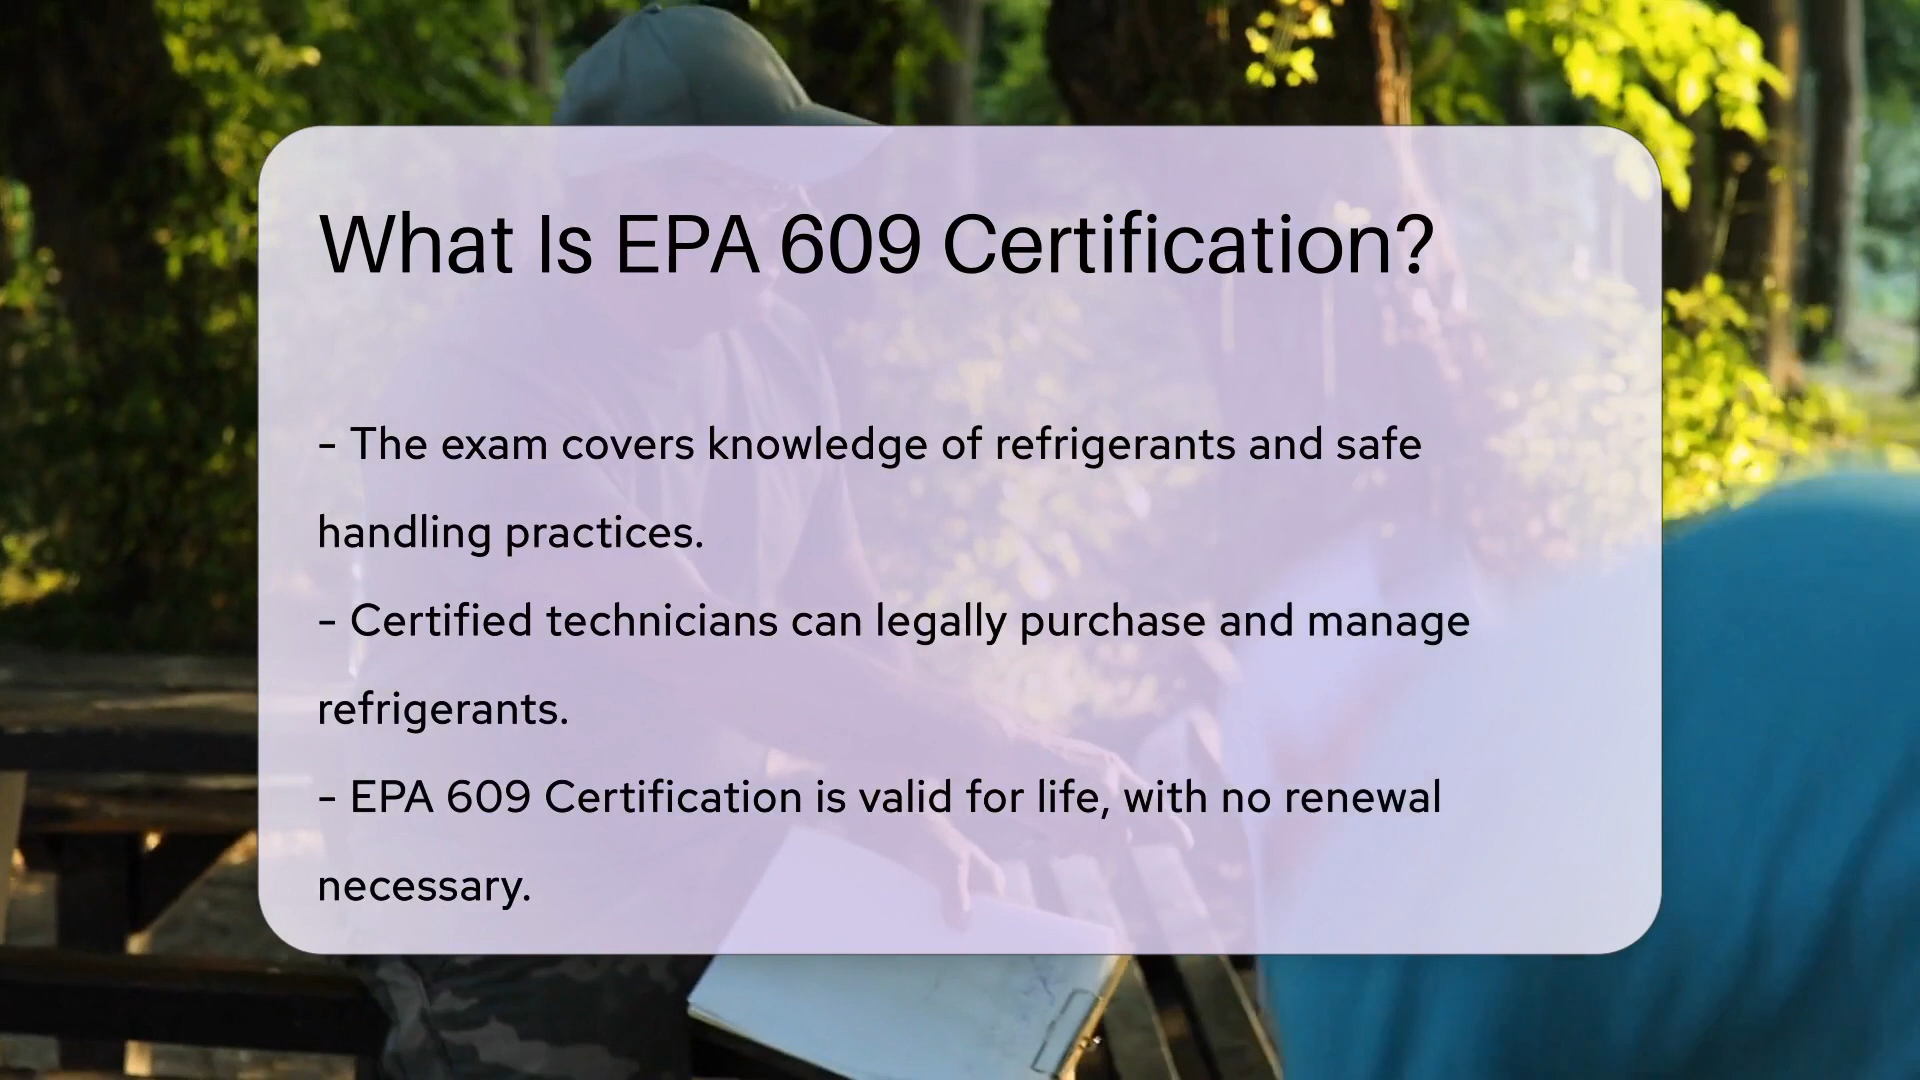 What Is EPA 609 Certification?
- The exam covers knowledge of refrigerants and safe
handling practices.
- Certified technicians can legally purchase and manage
refrigerants.
- EPA 609 Certification is valid for life, with no renewal
necessary.